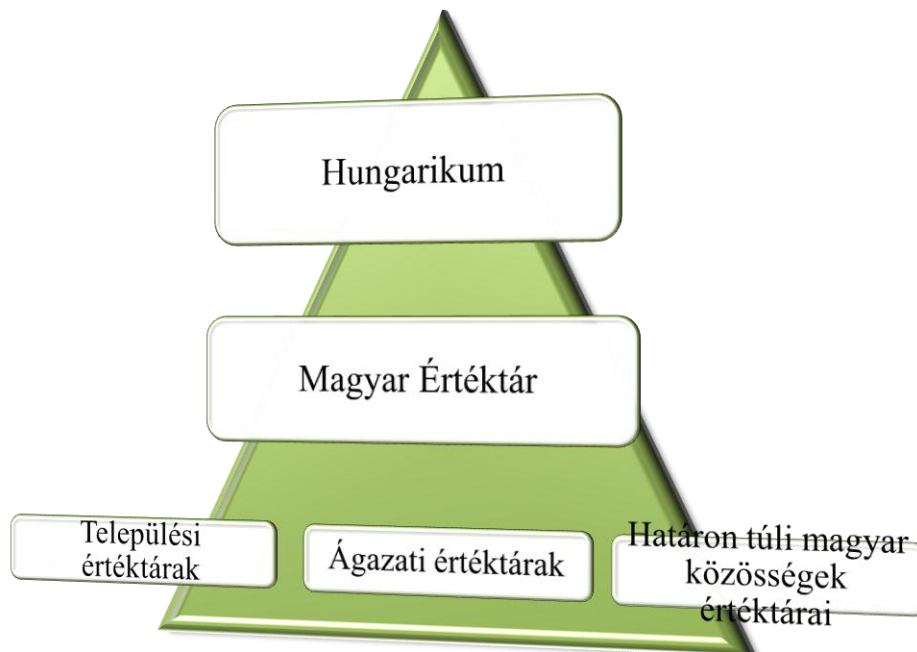 Hungarikum
Magyar Értéktár
Települési
értéktárak
Ágazati értéktárak
Határon túli magyar
közösségek
értéktárai